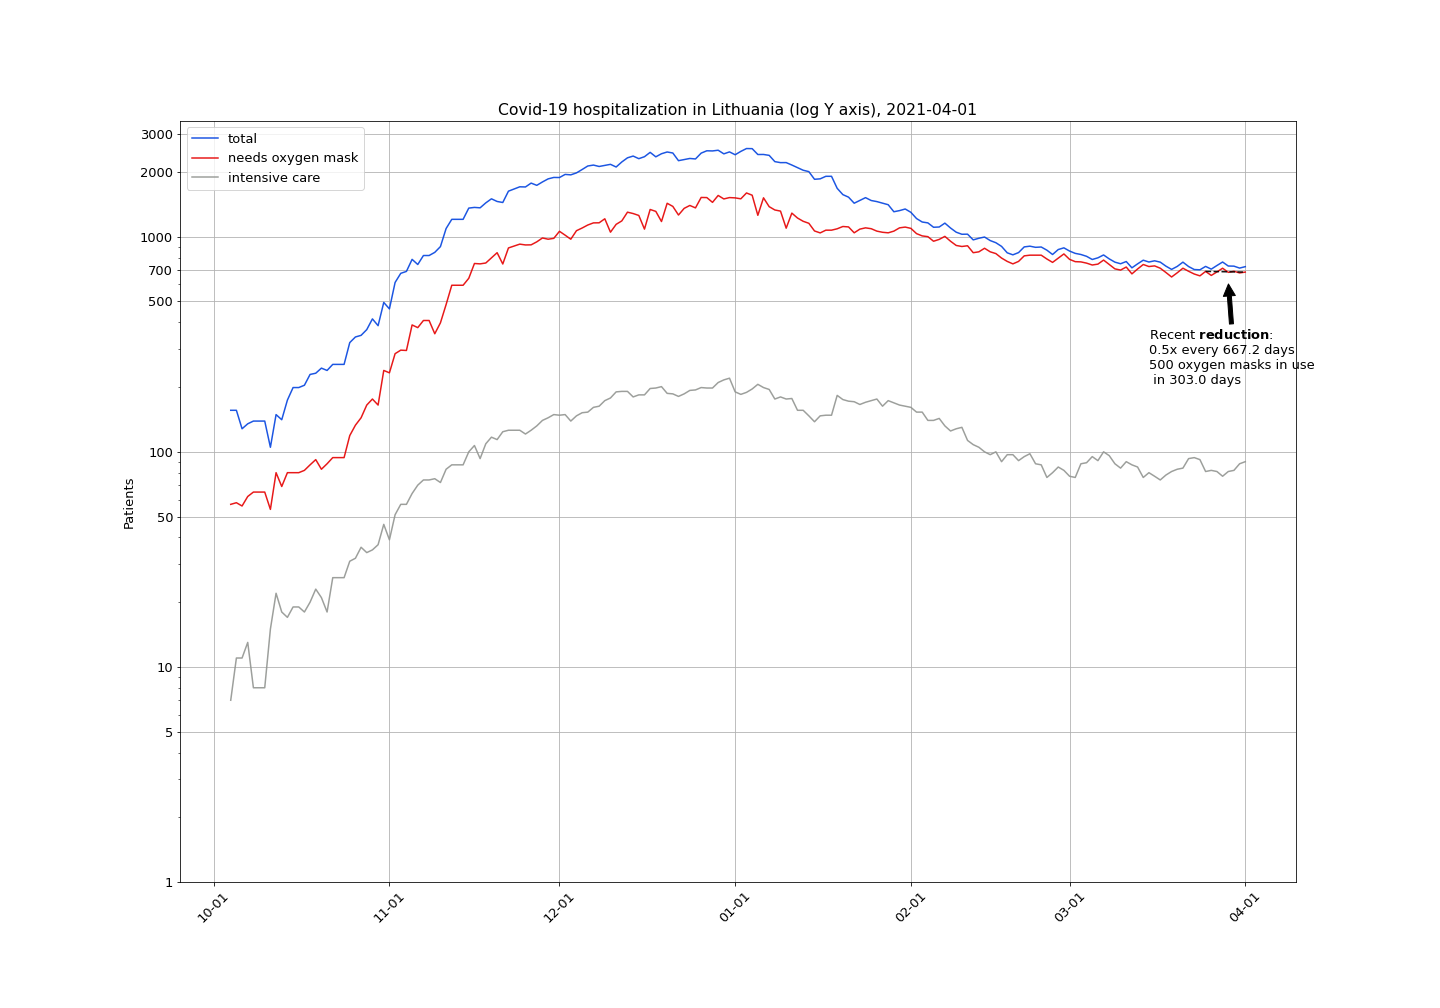 Covid-19 hospitalization in Lithuania (log Y axis), 2021-04-01
total
needs oxygen mask
intensive care
3000
2000
1000
700
500
100
50
10
5
1
Patients
Recent reduction:
0.5x every 667.2 days
500 oxygen masks in use
in 303.0 days
10-01
11-01
12-01
01-01
02-01
03-01
04-01